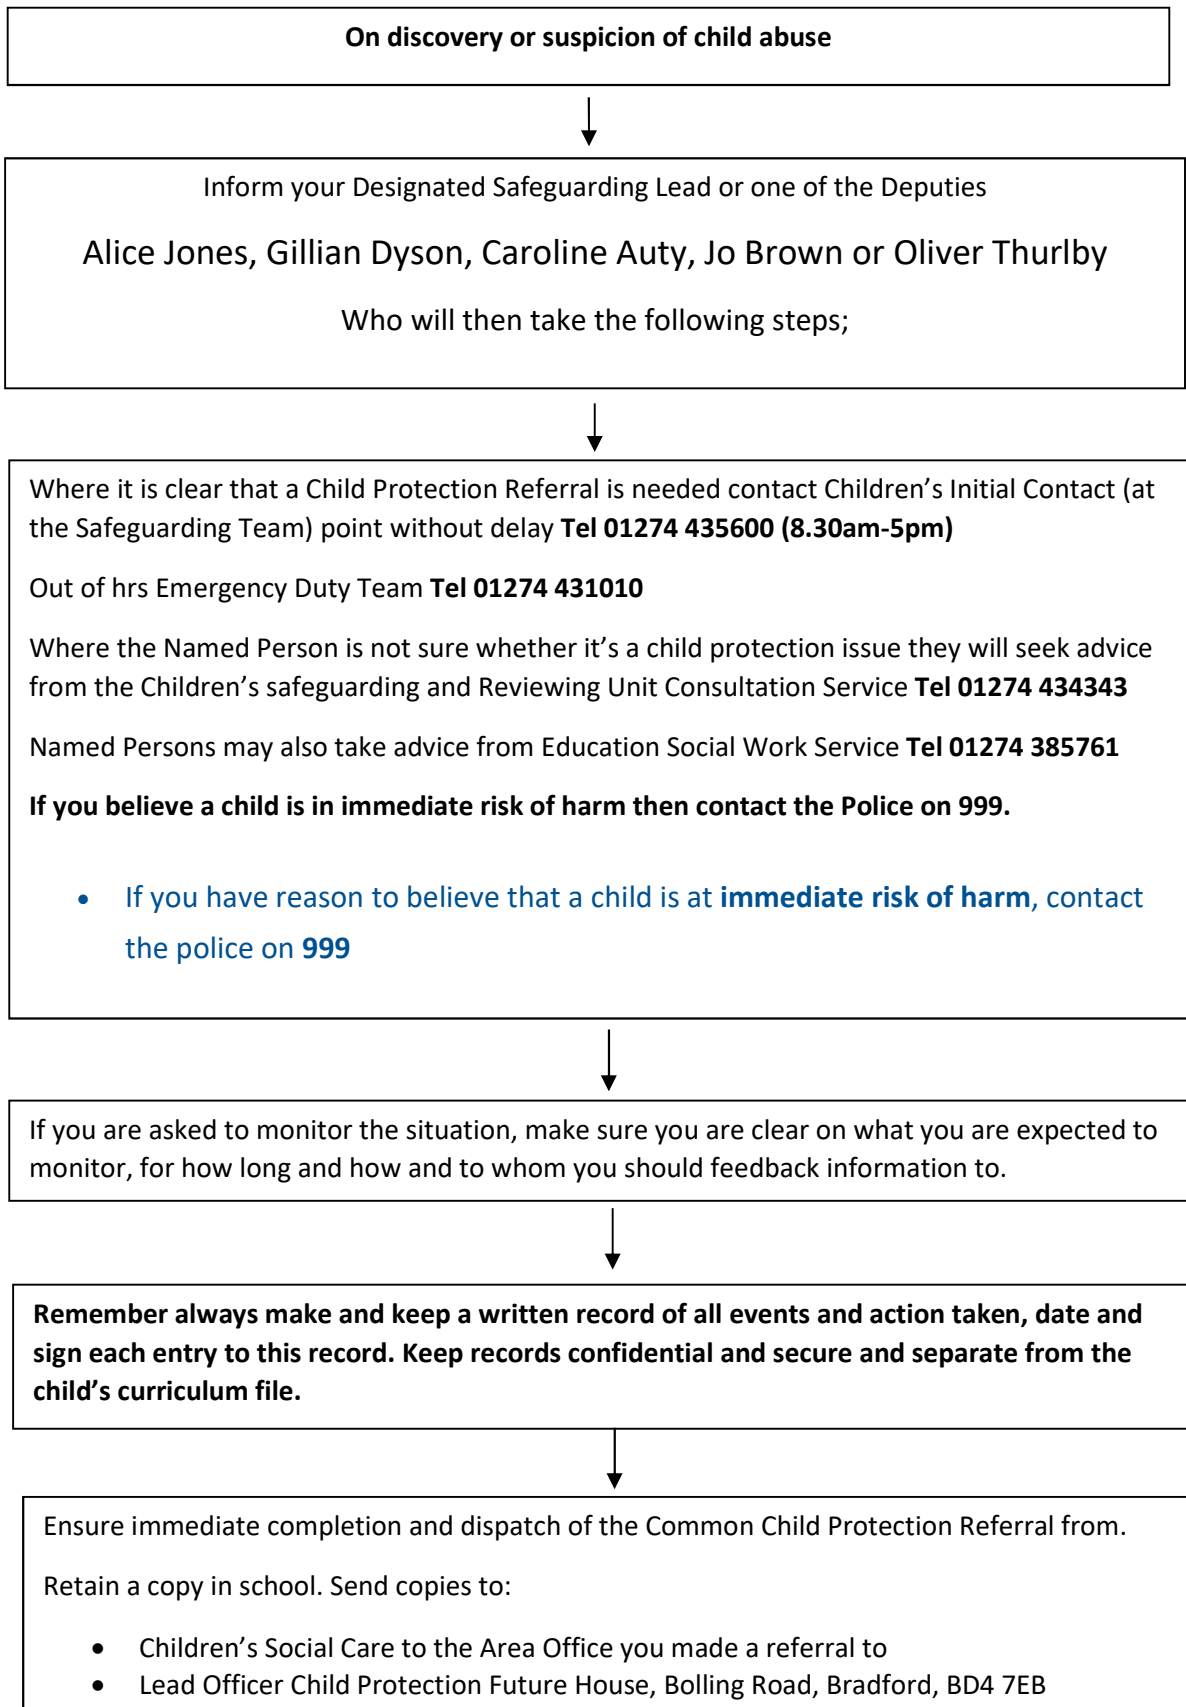 On discovery or suspicion of child abuse
Inform your Designated Safeguarding Lead or one of the Deputies
Alice Jones, Gillian Dyson, Caroline Auty, Jo Brown or Oliver Thurlby
Who will then take the following steps;
Where it is clear that a Child Protection Referral is needed contact Children’s Initial Contact (at
the Safeguarding Team) point without delay Tel 01274 435600 (8.30am-5pm)
Out of hrs Emergency Duty Team Tel 01274 431010
Where the Named Person is not sure whether it’s a child protection issue they will seek advice
from the Children’s safeguarding and Reviewing Unit Consultation Service Tel 01274 434343
Named Persons may also take advice from Education Social Work Service Tel 01274 385761
If you believe a child is in immediate risk of harm then contact the Police on 999.
• If you have reason to believe that a child is at immediate risk of harm, contact
the police on 999
If you are asked to monitor the situation, make sure you are clear on what you are expected to
monitor, for how long and how and to whom you should feedback information to.
Remember always make and keep a written record of all events and action taken, date and
sign each entry to this record. Keep records confidential and secure and separate from the
child’s curriculum file.
Ensure immediate completion and dispatch of the Common Child Protection Referral from.
Retain a copy in school. Send copies to:
• Children’s Social Care to the Area Office you made a referral to
• Lead Officer Child Protection Future House, Bolling Road, Bradford, BD4 7EB